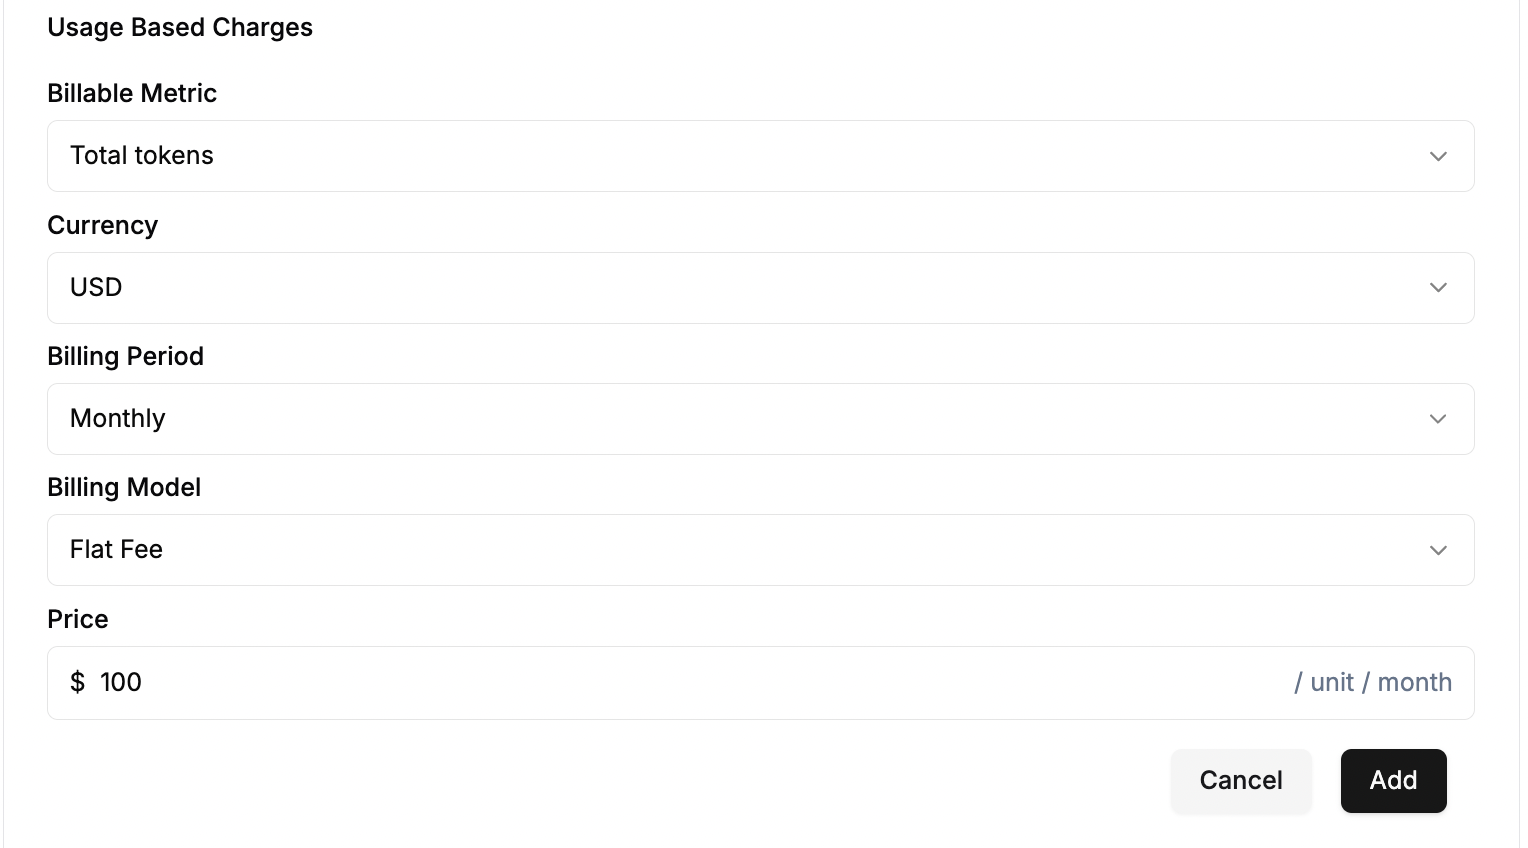 Usage Based Charges
Billable Metric
Total tokens
Currency
USD
Billing Period
Monthly
Billing Model
Flat Fee
Price
$ 100 / unit / month
Cancel Add